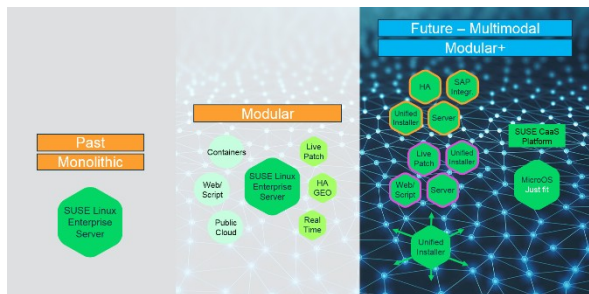 Past
Monolithic
SUSE Linux
Enterprise
Server
Modular
Containers
Live
Patch
Web/
Script
SUSE Linux
Enterprise
Server
HA
GEO
Public
Cloud
Real
Time
Future – Multimodal
Modular+
HA
SAP
Integr.
Unified
Installer
Server
SUSE CaaS
Platform
Live
Patch
Unified
Installer
Web/
Script
Server
MicroOS
Just fit
Unified
Installer